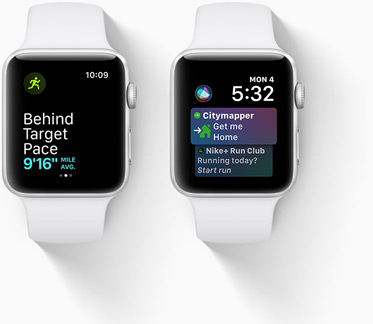 10:09
Behind
Target
Pace
9'16" MILE
AVG.
MON 4
5:32
Citymapper
Get me
Home
Nike+ Run Club
Running today?
Start run